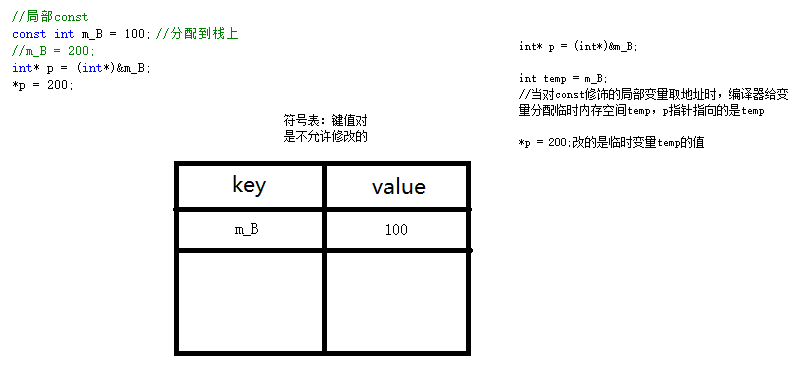 //局部const
const int m_B = 100; //分配到栈上
//m_B = 200;
int* p = (int*)&m_B;
*p = 200;
int* p = (int*)&m_B;
int temp = m_B;
//当对const修饰的局部变量取地址时，编译器给变
量分配临时内存空间temp，p指针指向的是temp
*p = 200;改的是临时变量temp的值
符号表：键值对
是不允许修改的
key value
m_B 100